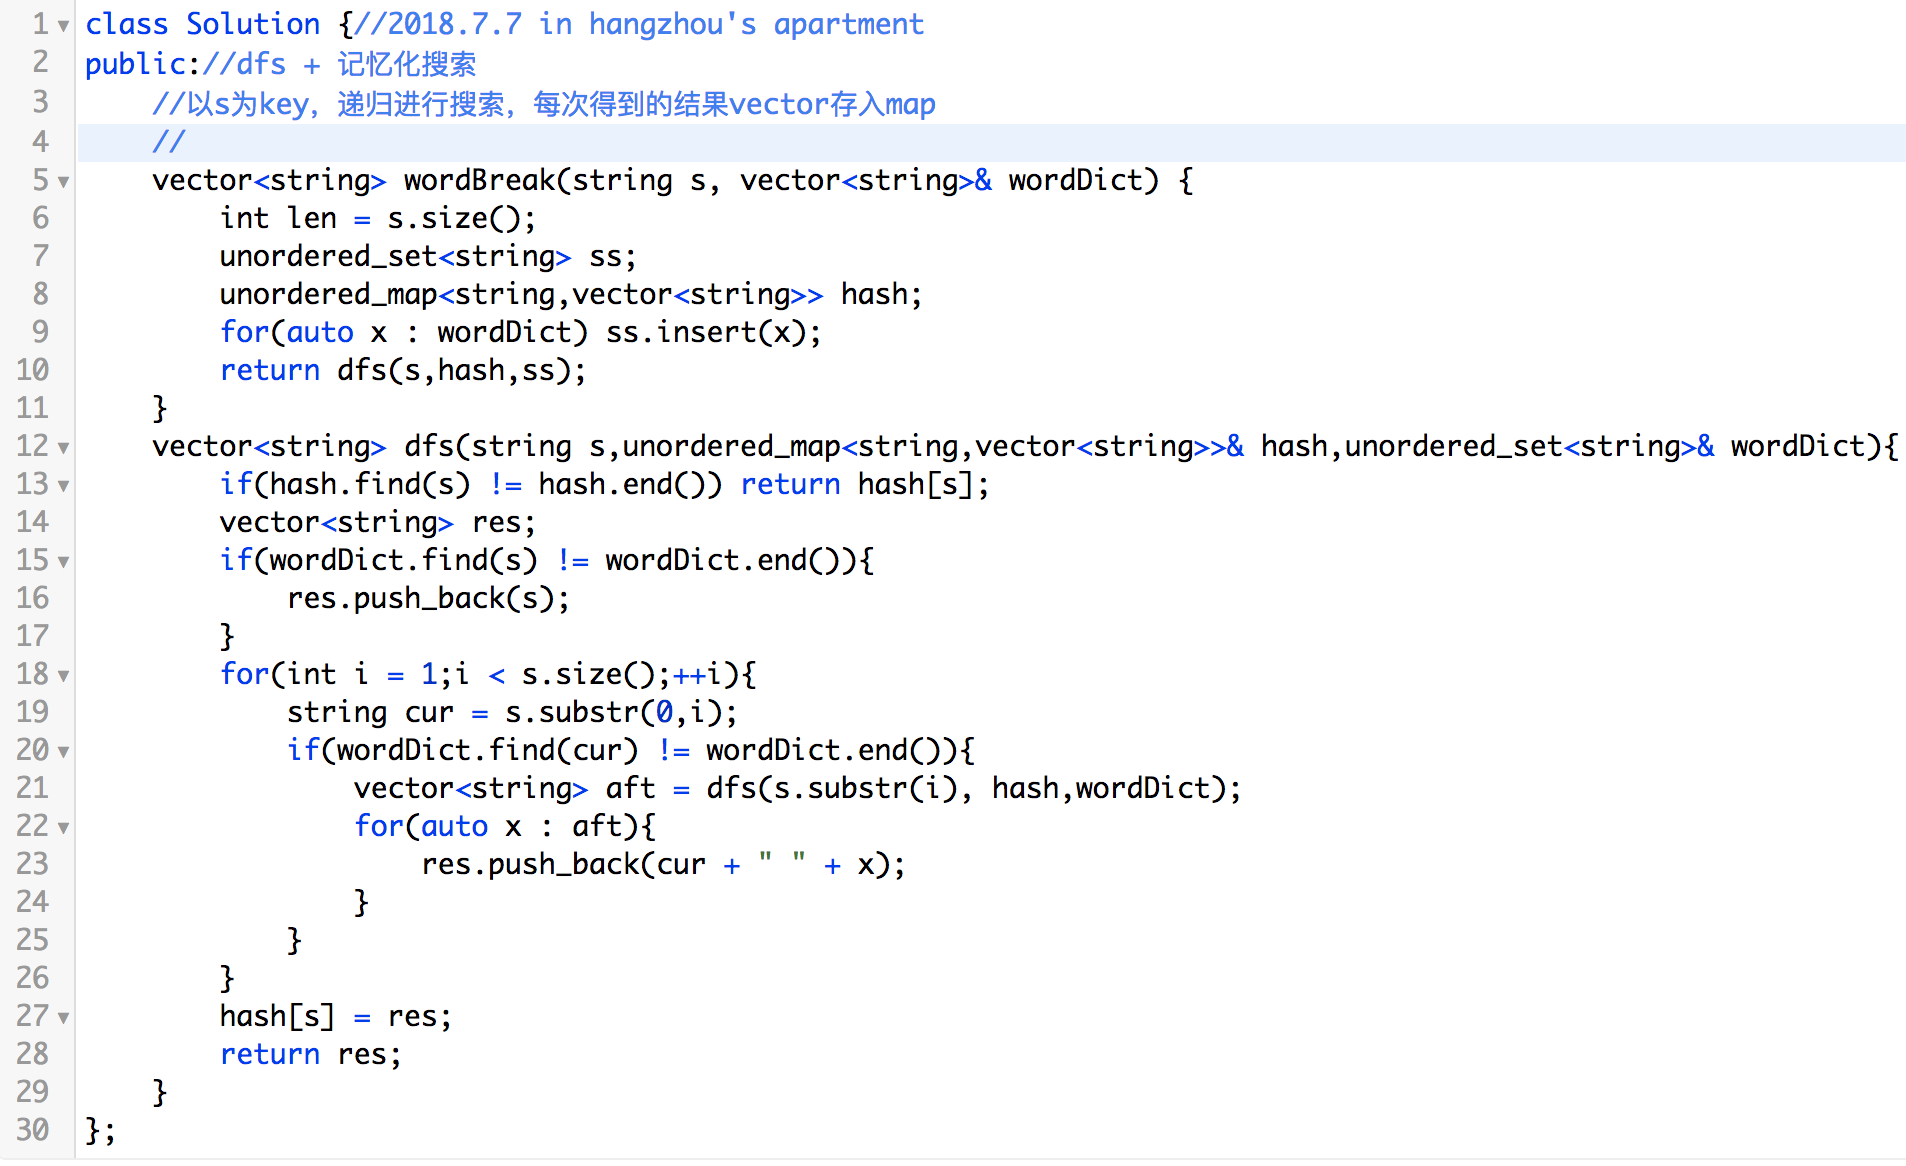 1 class Solution {//2018.7.7 in hangzhou's apartment
2 public://dfs + 记忆化搜索
3     //以s为key，递归进行搜索，每次得到的结果vector存入map
4     //
5     vector<string> wordBreak(string s, vector<string>& wordDict) {
6         int len = s.size();
7         unordered_set<string> ss;
8         unordered_map<string,vector<string>> hash;
9         for(auto x : wordDict) ss.insert(x);
10         return dfs(s,hash,ss);
11     }
12     vector<string> dfs(string s,unordered_map<string,vector<string>>& hash,unordered_set<string>& wordDict){
13         if(hash.find(s) != hash.end()) return hash[s];
14         vector<string> res;
15         if(wordDict.find(s) != wordDict.end()){
16             res.push_back(s);
17         }
18         for(int i = 1;i < s.size();++i){
19             string cur = s.substr(0,i);
20             if(wordDict.find(cur) != wordDict.end()){
21                 vector<string> aft = dfs(s.substr(i), hash,wordDict);
22                 for(auto x : aft){
23                     res.push_back(cur + " " + x);
24                 }
25             }
26         }
27         hash[s] = res;
28         return res;
29     }
30 };